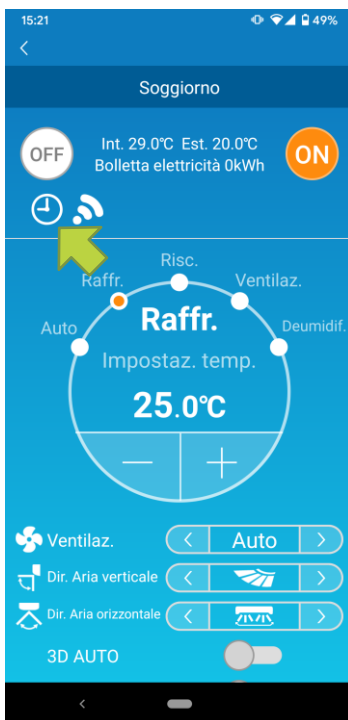 15:21 49%
Soggiorno
OFF
Int. 29.0°C Est. 20.0°C
Bolletta elettricità 0kWh
ON
Risc.
Raffr.
Ventilaz.
Auto
Deumidif.
Raffr.
Impostaz. temp.
25.0°C
Ventilaz.
Auto
Dir. Aria verticale
Dir. Aria orizzontale
3D AUTO